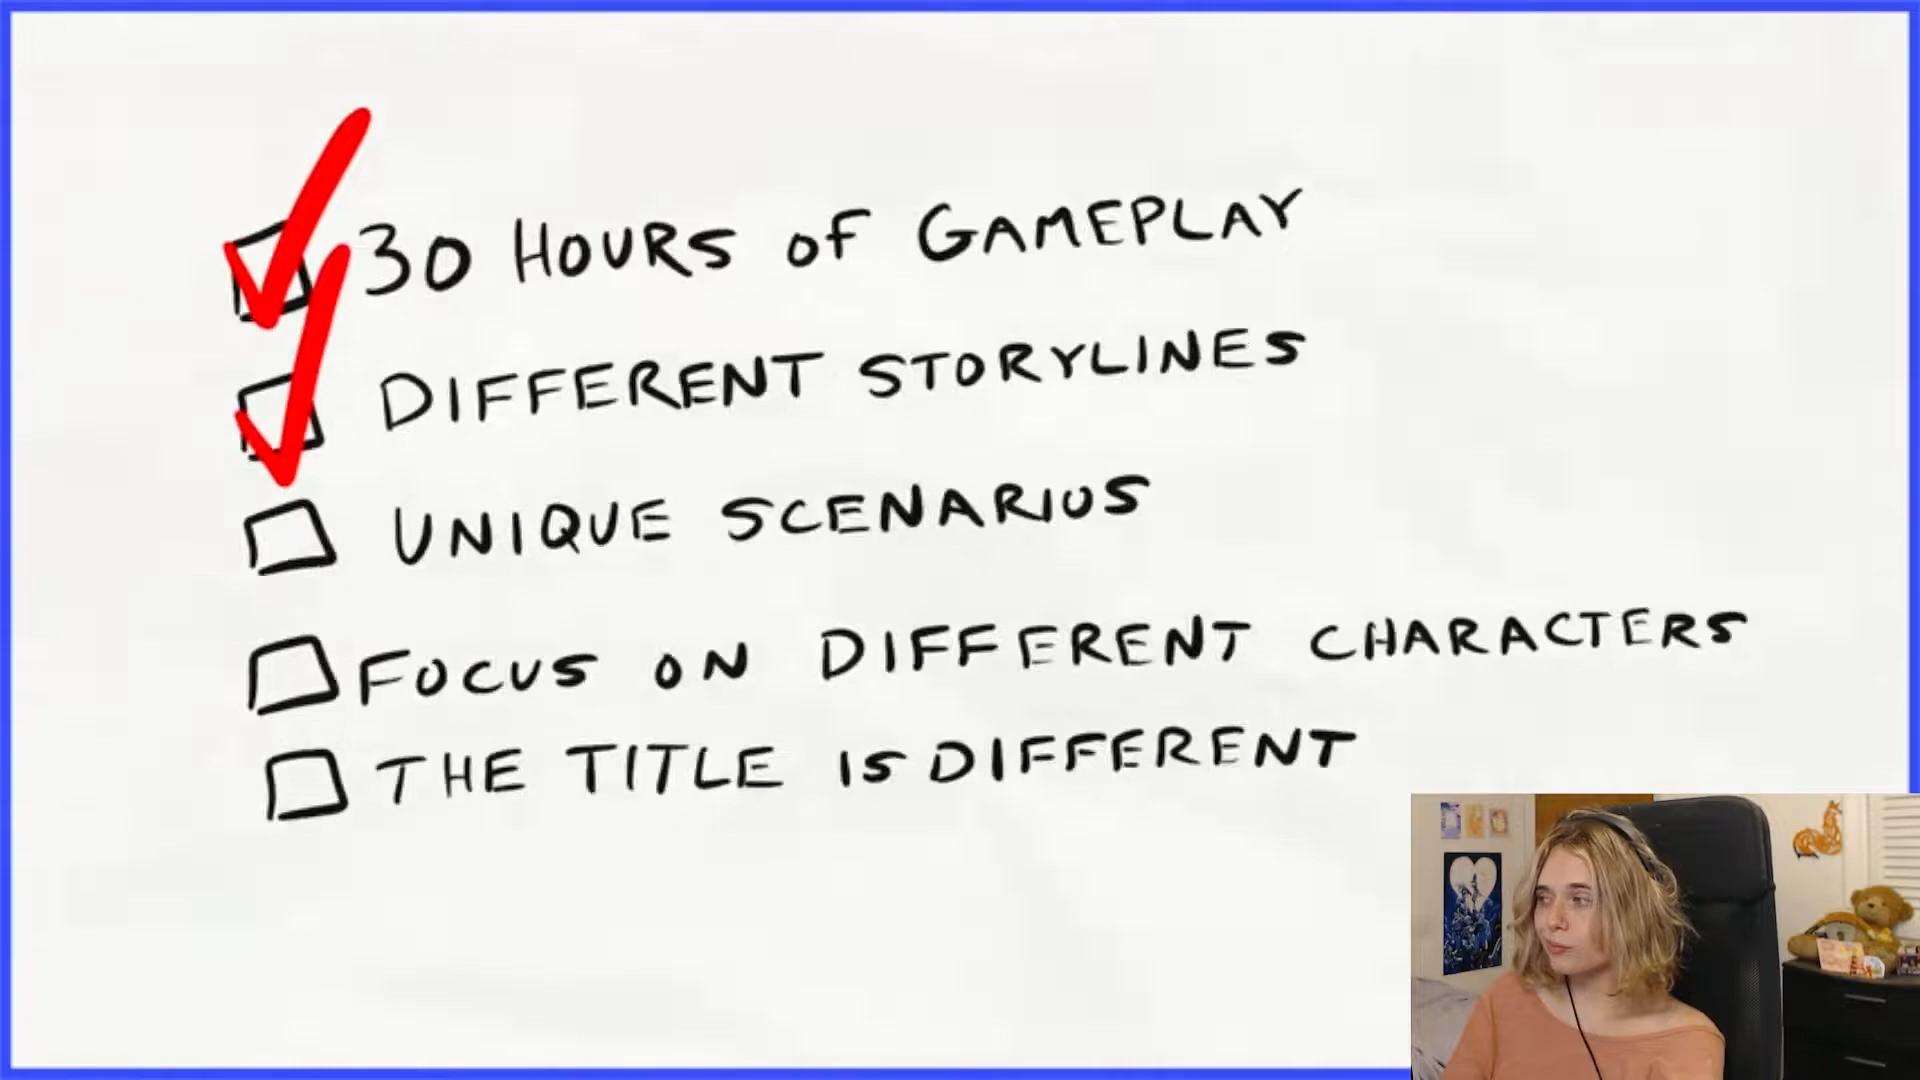 30 HOURS OF GAMEPLAY
DIFFERENT STORYLINES
UNIQUE SCENARIOS
FOCUS ON DIFFERENT CHARACTERS
THE TITLE IS DIFFERENT